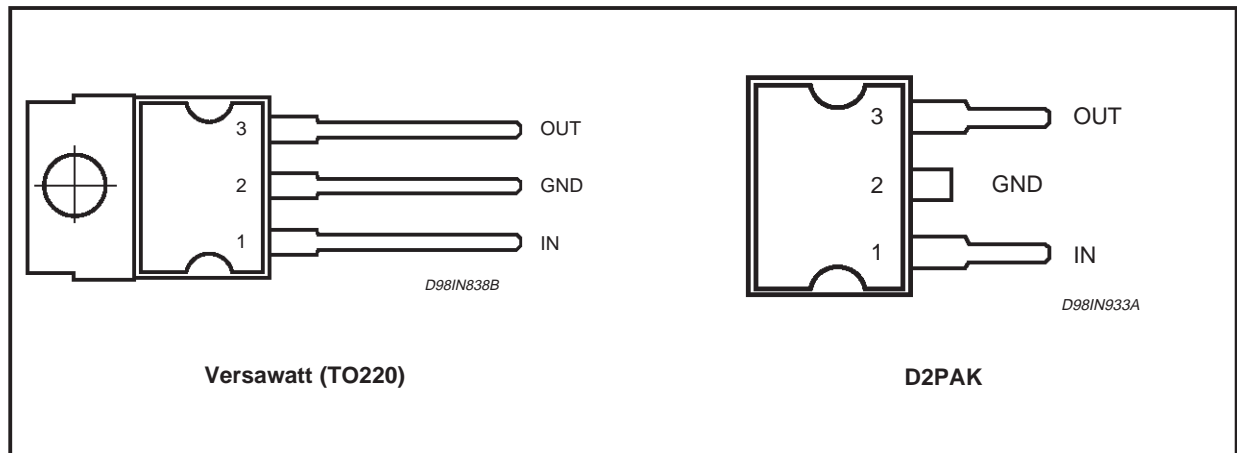 3 OUT
2 GND
1 IN
D98IN838B
Versawatt (TO220)
3 OUT
2 GND
1 IN
D98IN933A
D2PAK